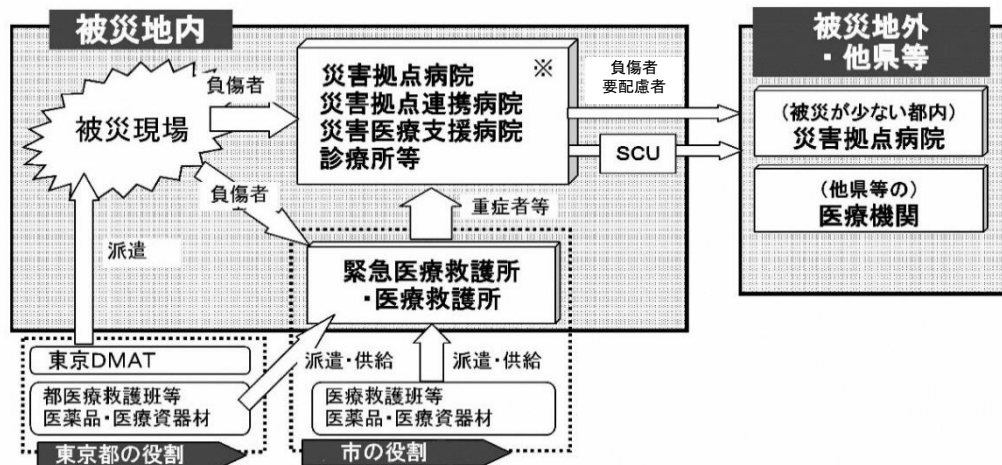 被災地内
被災現場
負傷者
災害拠点病院 ※
災害拠点連携病院
災害医療支援病院
診療所等
負傷者
要配慮者
SCU
被災地外
・他県等
(被災が少ない都内)
災害拠点病院
(他県等の)
医療機関
負傷者
重症者等
派遣
緊急医療救護所
・医療救護所
東京DMAT
都医療救護班等
医薬品・医療資器材
東京都の役割
派遣・供給
派遣・供給
医療救護班等
医薬品・医療資器材
市の役割